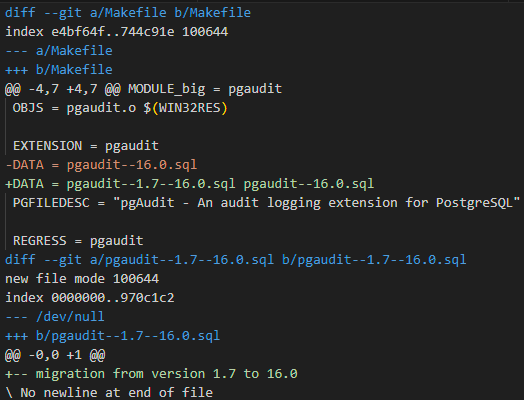 diff --git a/Makefile b/Makefile
index e4bf64f..744c91e 100644
--- a/Makefile
+++ b/Makefile
@@ -4,7 +4,7 @@ MODULE_big = pgaudit
 OBJS = pgaudit.o $(WIN32RES)

 EXTENSION = pgaudit
-DATA = pgaudit--16.0.sql
+DATA = pgaudit--1.7--16.0.sql pgaudit--16.0.sql
 PGFILEDESC = "pgAudit - An audit logging extension for PostgreSQL"

 REGRESS = pgaudit
diff --git a/pgaudit--1.7--16.0.sql b/pgaudit--1.7--16.0.sql
new file mode 100644
index 0000000..970c1c2
--- /dev/null
+++ b/pgaudit--1.7--16.0.sql
@@ -0,0 +1 @@
+-- migration from version 1.7 to 16.0
\ No newline at end of file